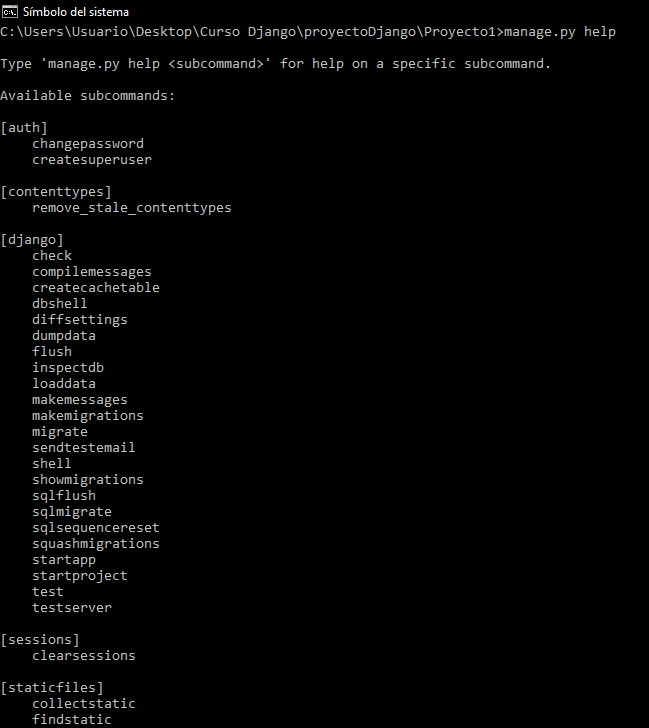 Símbolo del sistema
C:\Users\Usuario\Desktop\Curso Django\proyectoDjango\Proyecto1>manage.py help
Type 'manage.py help <subcommand>' for help on a specific subcommand.
Available subcommands:
[auth]
changepassword
createsuperuser
[contenttypes]
remove_stale_contenttypes
[django]
check
compilemessages
createcachetable
dbshell
diffsettings
dumpdata
flush
inspectdb
loaddata
makemessages
makemigrations
migrate
sendtestemail
shell
showmigrations
sqlflush
sqlmigrate
sqlsequencereset
squashmigrations
startapp
startproject
test
testserver
[sessions]
clearsessions
[staticfiles]
collectstatic
findstatic